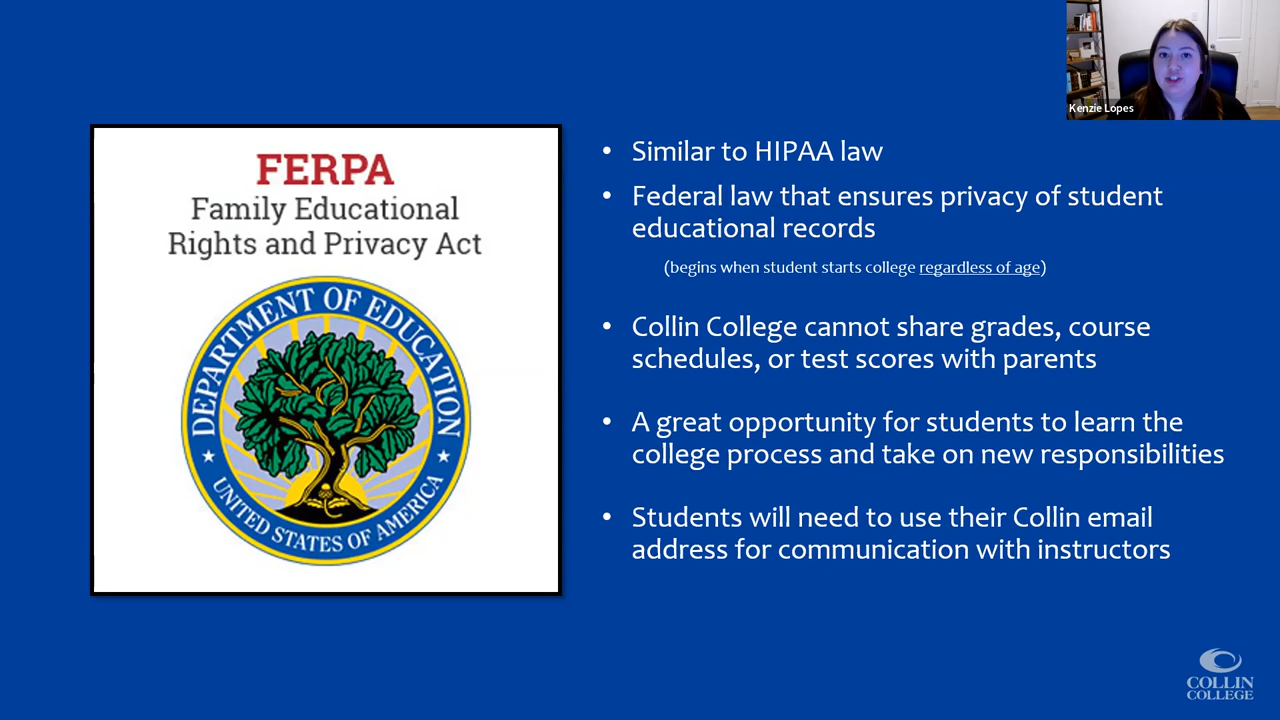 Kenzie Lopes
FERPA
Family Educational
Rights and Privacy Act
DEPARTMENT OF EDUCATION
UNITED STATES OF AMERICA
• Similar to HIPAA law
• Federal law that ensures privacy of student
educational records
(begins when student starts college regardless of age)
• Collin College cannot share grades, course
schedules, or test scores with parents
• A great opportunity for students to learn the
college process and take on new responsibilities
• Students will need to use their Collin email
address for communication with instructors
COLLIN
COLLEGE